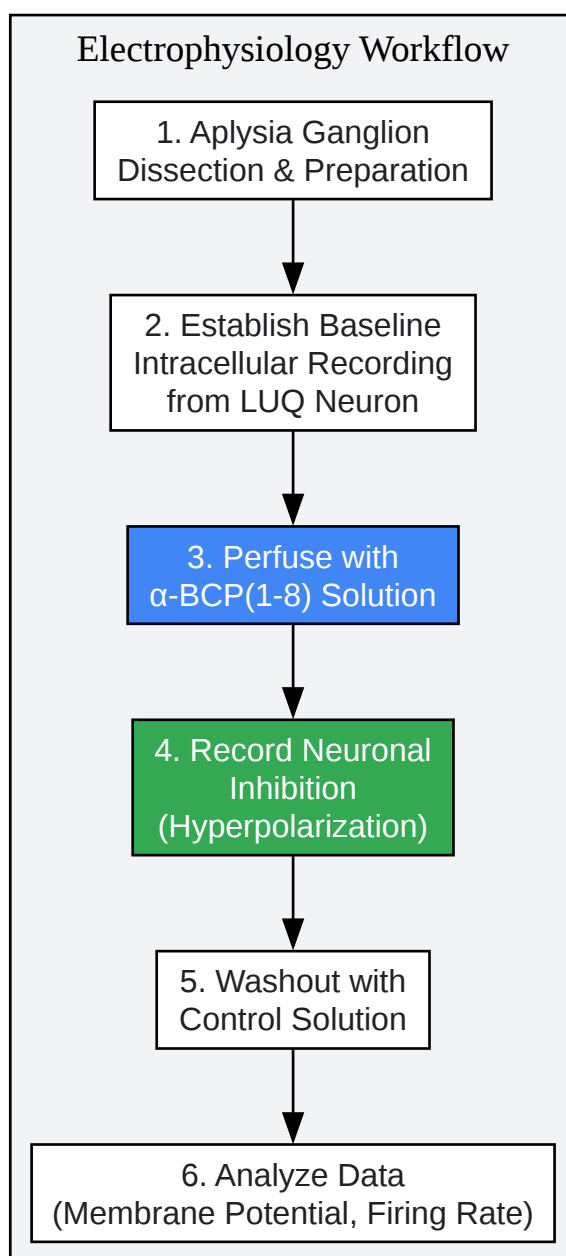 Electrophysiology Workflow
1. Aplysia Ganglion
Dissection & Preparation
2. Establish Baseline
Intracellular Recording
from LUQ Neuron
3. Perfuse with
α-BCP(1-8) Solution
4. Record Neuronal
Inhibition
(Hyperpolarization)
5. Washout with
Control Solution
6. Analyze Data
(Membrane Potential, Firing Rate)